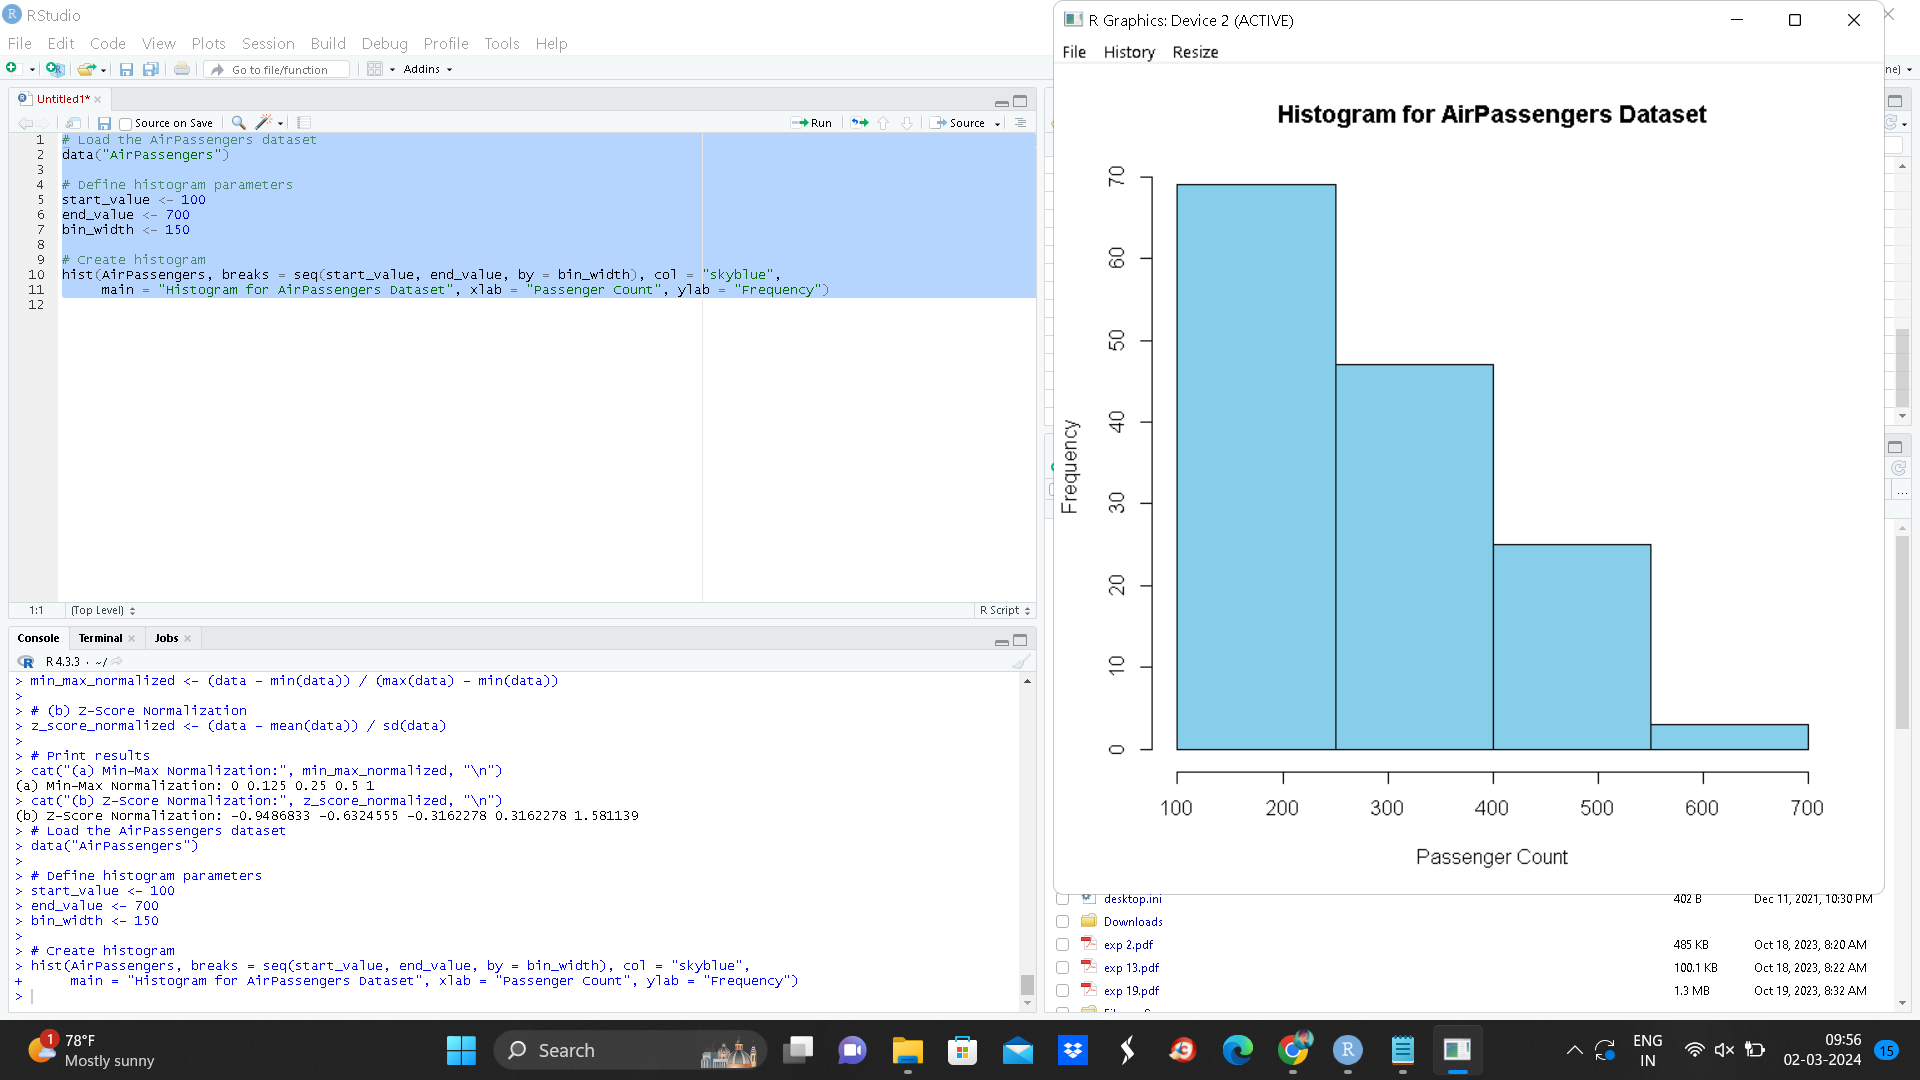 RStudio
File Edit Code View Plots Session Build Debug Profile Tools Help
Go to file/function
Addins
Untitled1*
Source on Save
Run
Source
1 # Load the AirPassengers dataset
2 data("AirPassengers")
3
4 # Define histogram parameters
5 start_value <- 100
6 end_value <- 700
7 bin_width <- 150
8
9 # Create histogram
10 hist(AirPassengers, breaks = seq(start_value, end_value, by = bin_width), col = "skyblue",
11 main = "Histogram for AirPassengers Dataset", xlab = "Passenger Count", ylab = "Frequency")
12
1:1 (Top Level) R Script
Console Terminal Jobs
R 4.3.3 · ~/
> min_max_normalized <- (data - min(data)) / (max(data) - min(data))
>
> # (b) Z-Score Normalization
> z_score_normalized <- (data - mean(data)) / sd(data)
>
> # Print results
> cat("(a) Min-Max Normalization:", min_max_normalized, "\n")
(a) Min-Max Normalization: 0 0.125 0.25 0.5 1
> cat("(b) Z-Score Normalization:", z_score_normalized, "\n")
(b) Z-Score Normalization: -0.9486833 -0.6324555 -0.3162278 0.3162278 1.581139
> # Load the AirPassengers dataset
> data("AirPassengers")
>
> # Define histogram parameters
> start_value <- 100
> end_value <- 700
> bin_width <- 150
>
> # Create histogram
> hist(AirPassengers, breaks = seq(start_value, end_value, by = bin_width), col = "skyblue",
+ main = "Histogram for AirPassengers Dataset", xlab = "Passenger Count", ylab = "Frequency")
>
R Graphics: Device 2 (ACTIVE)
File History Resize
ne)
Histogram for AirPassengers Dataset
Frequency
70
60
50
40
30
20
10
0
100 200 300 400 500 600 700
Passenger Count
desktop.ini 402 B Dec 11, 2021, 10:30 PM
Downloads
exp 2.pdf 485 KB Oct 18, 2023, 8:20 AM
exp 13.pdf 100.1 KB Oct 18, 2023, 8:22 AM
exp 19.pdf 1.3 MB Oct 19, 2023, 8:32 AM
1
78°F
Mostly sunny
Search
ENG
IN
09:56
02-03-2024
15